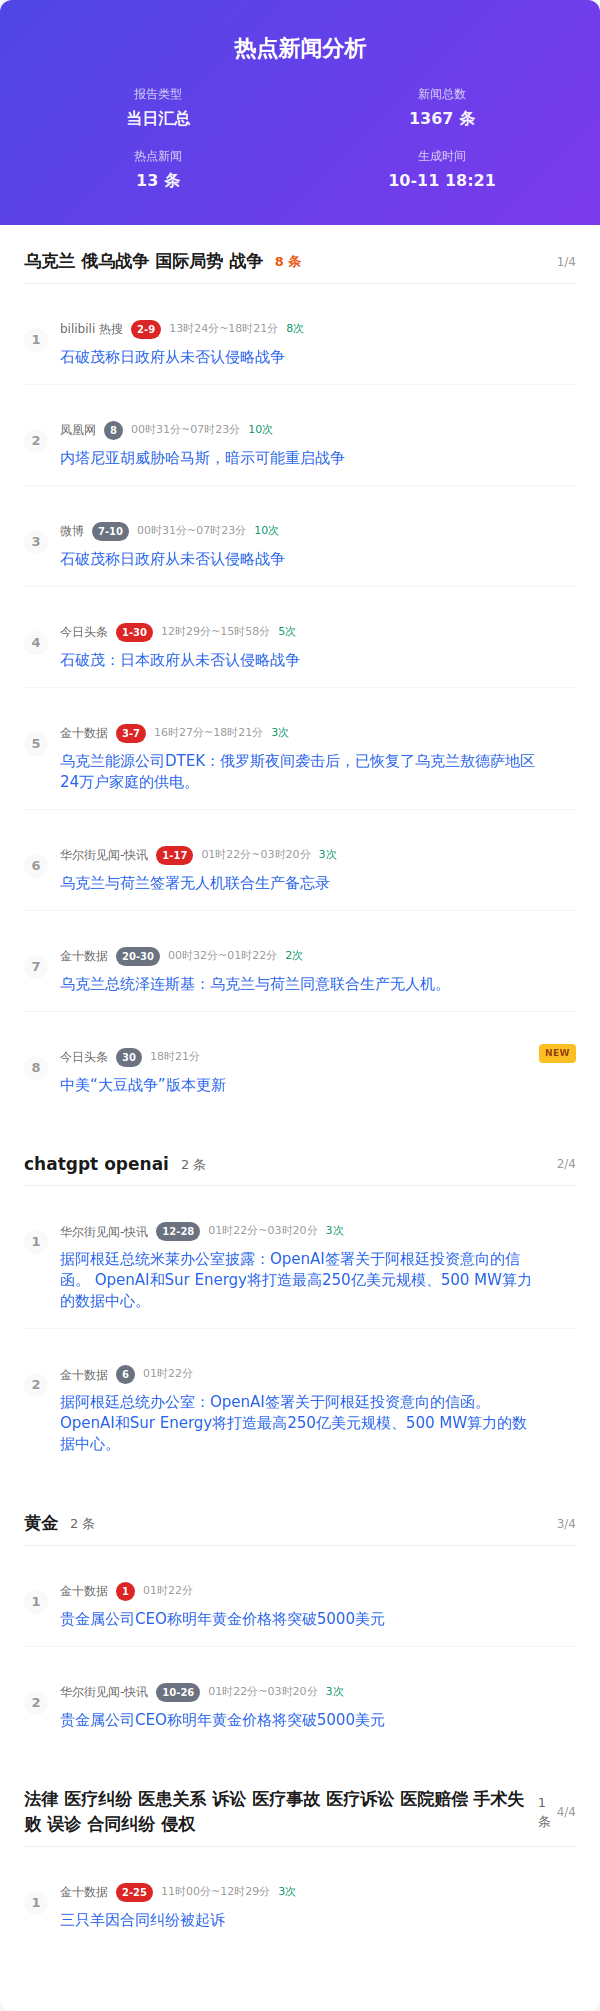 热点新闻分析
报告类型
当日汇总
新闻总数
1367 条
热点新闻
13 条
生成时间
10-11 18:21
乌克兰 俄乌战争 国际局势 战争 8 条 1/4
1
bilibili 热搜 2-9 13时24分~18时21分 8次
石破茂称日政府从未否认侵略战争
2
凤凰网 8 00时31分~07时23分 10次
内塔尼亚胡威胁哈马斯，暗示可能重启战争
3
微博 7-10 00时31分~07时23分 10次
石破茂称日政府从未否认侵略战争
4
今日头条 1-30 12时29分~15时58分 5次
石破茂：日本政府从未否认侵略战争
5
金十数据 3-7 16时27分~18时21分 3次
乌克兰能源公司DTEK：俄罗斯夜间袭击后，已恢复了乌克兰敖德萨地区
24万户家庭的供电。
6
华尔街见闻-快讯 1-17 01时22分~03时20分 3次
乌克兰与荷兰签署无人机联合生产备忘录
7
金十数据 20-30 00时32分~01时22分 2次
乌克兰总统泽连斯基：乌克兰与荷兰同意联合生产无人机。
8
今日头条 30 18时21分 NEW
中美“大豆战争”版本更新
chatgpt openai 2 条 2/4
1
华尔街见闻-快讯 12-28 01时22分~03时20分 3次
据阿根廷总统米莱办公室披露：OpenAI签署关于阿根廷投资意向的信
函。 OpenAI和Sur Energy将打造最高250亿美元规模、500 MW算力
的数据中心。
2
金十数据 6 01时22分
据阿根廷总统办公室：OpenAI签署关于阿根廷投资意向的信函。
OpenAI和Sur Energy将打造最高250亿美元规模、500 MW算力的数
据中心。
黄金 2 条 3/4
1
金十数据 1 01时22分
贵金属公司CEO称明年黄金价格将突破5000美元
2
华尔街见闻-快讯 10-26 01时22分~03时20分 3次
贵金属公司CEO称明年黄金价格将突破5000美元
法律 医疗纠纷 医患关系 诉讼 医疗事故 医疗诉讼 医院赔偿 手术失
败 误诊 合同纠纷 侵权
1
条
4/4
1
金十数据 2-25 11时00分~12时29分 3次
三只羊因合同纠纷被起诉